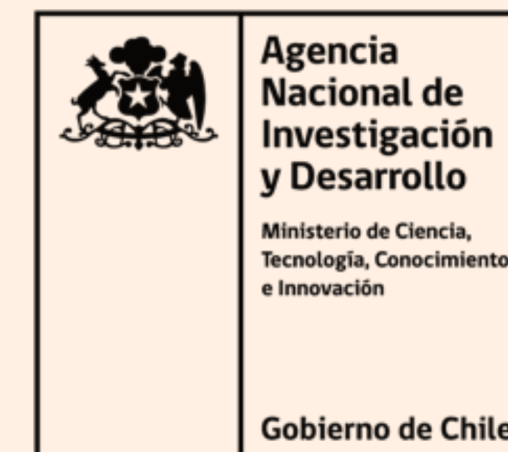 Agencia
Nacional de
Investigación
y Desarrollo
Ministerio de Ciencia,
Tecnología, Conocimiento
e Innovación
Gobierno de Chile